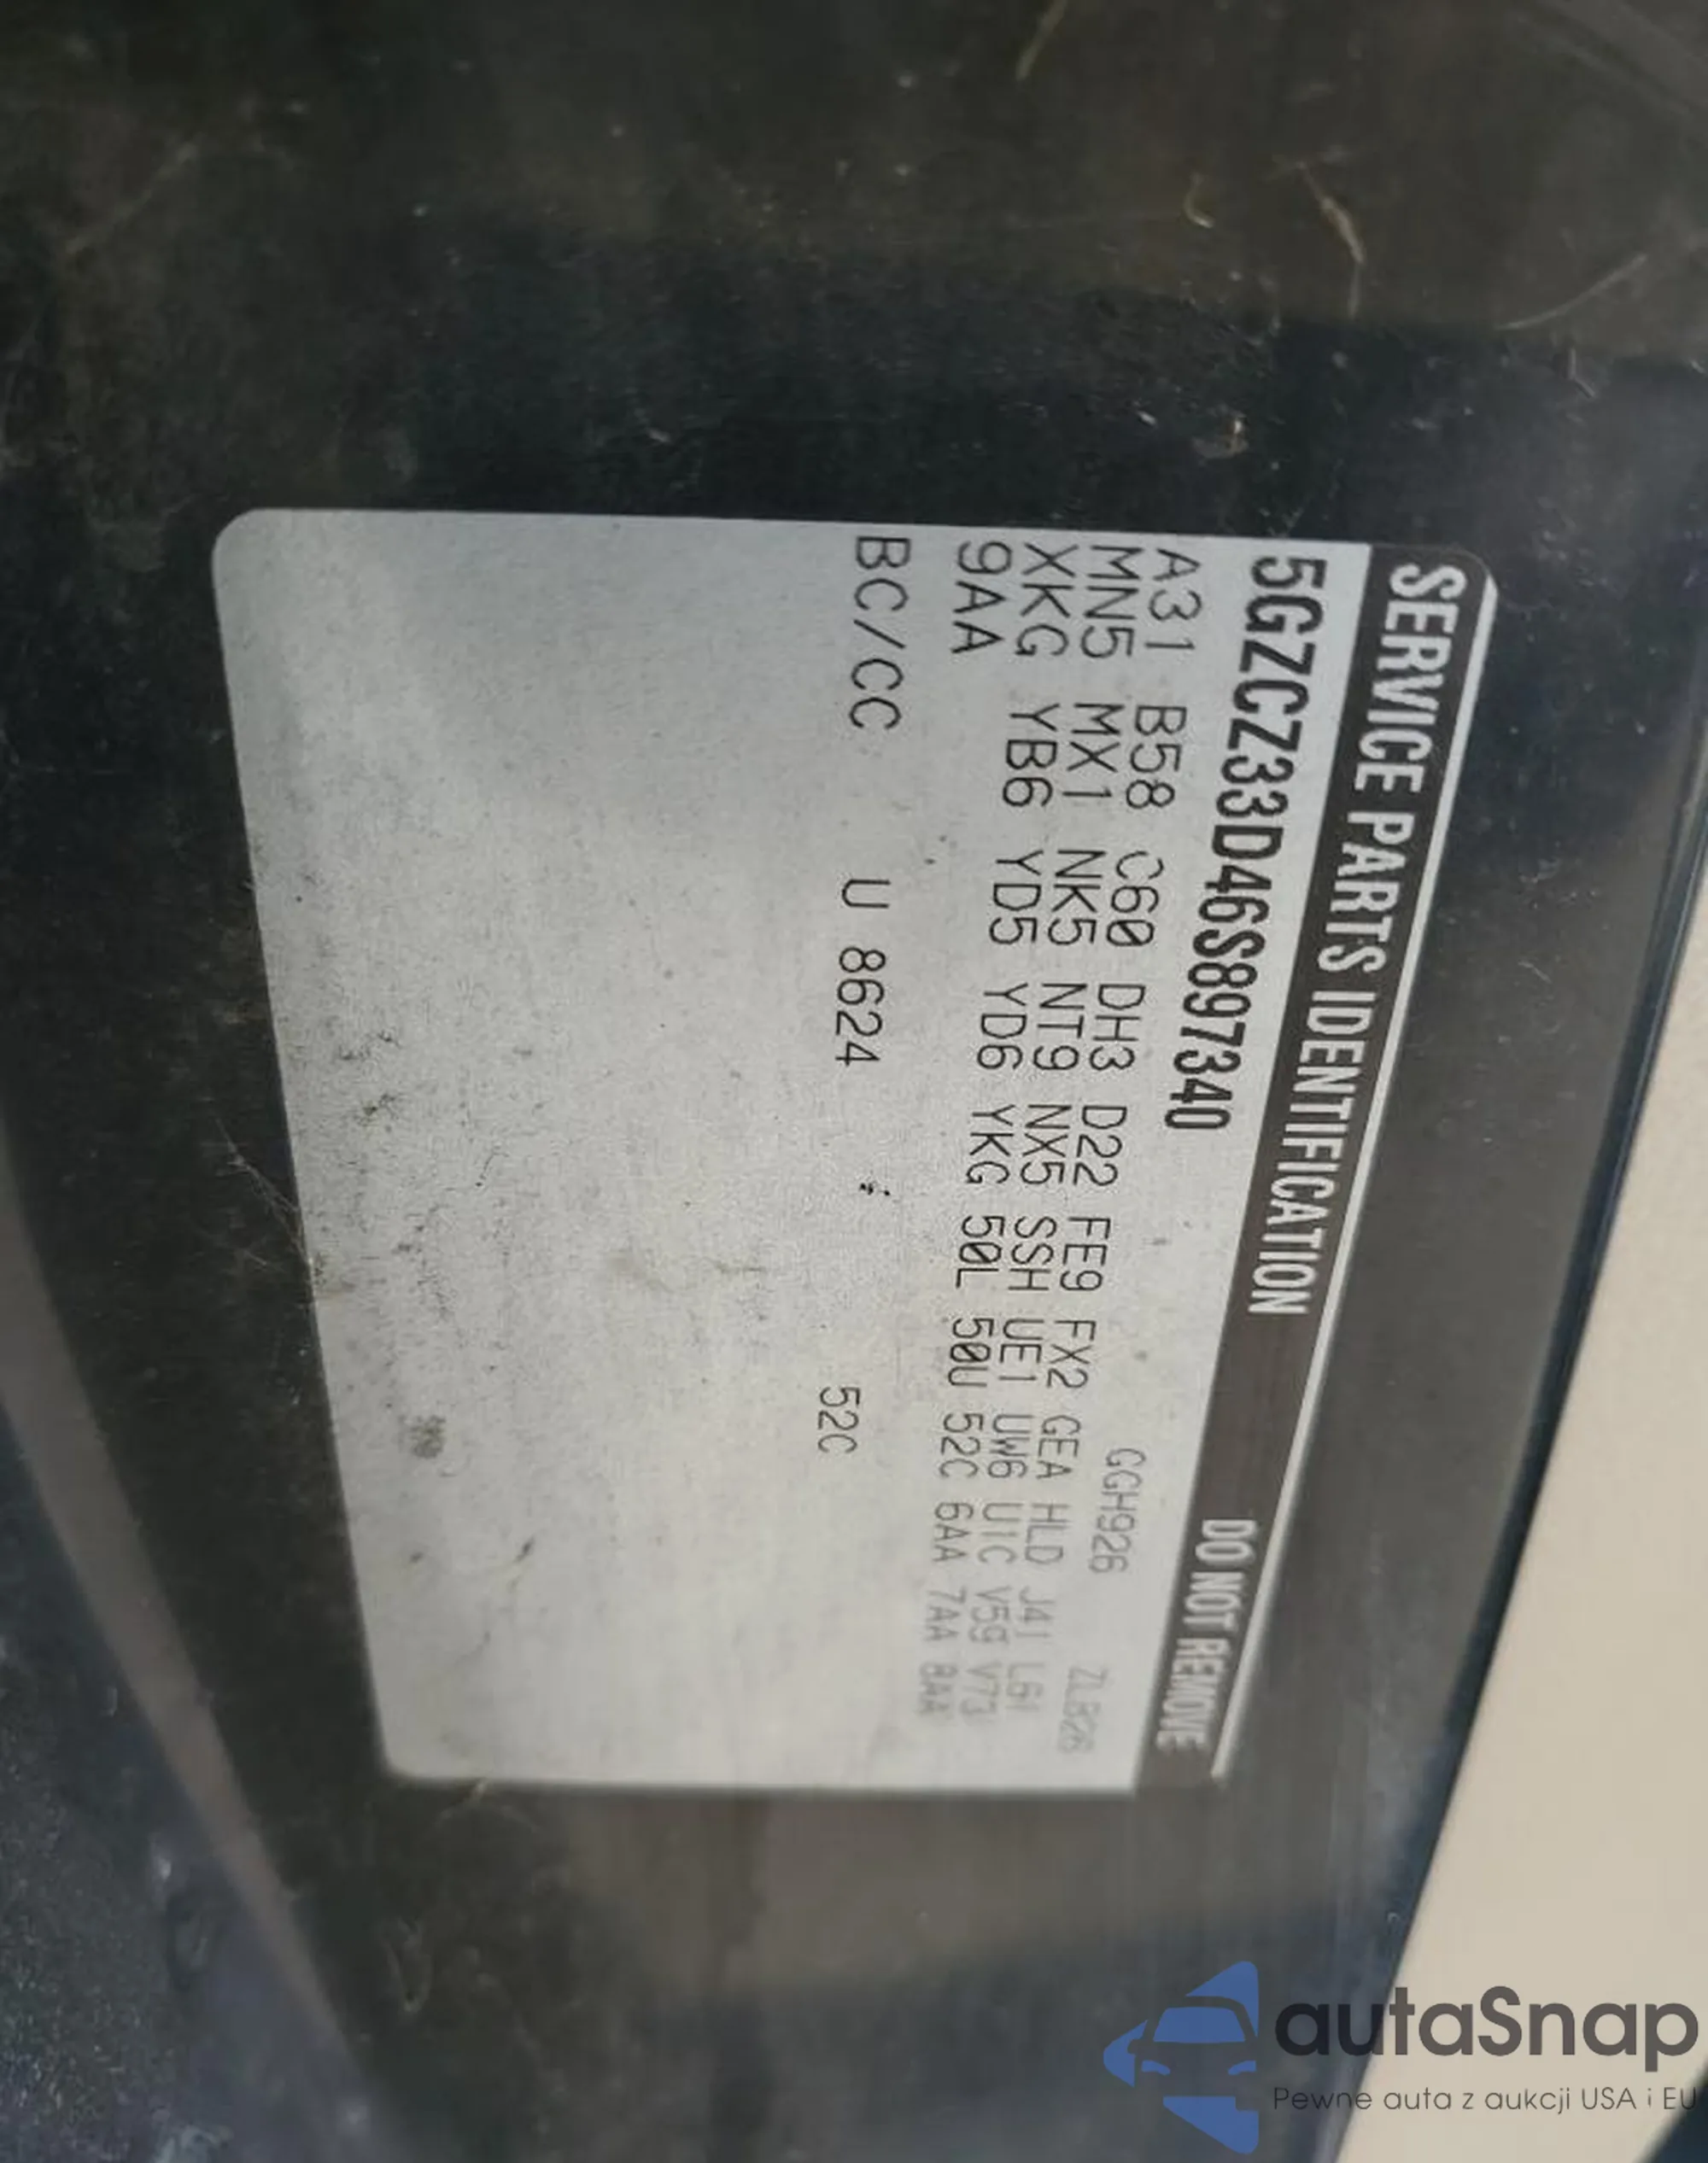 SERVICE PARTS IDENTIFICATION DO NOT REMOVE
5GZCZ33D46S897340 GGH926 ZLB026
A31 B58 C60 DH3 D22 FE9 FX2 GEA HLD J41 L61
MN5 MX1 NK5 NT9 NX5 SSH UE1 UW6 U1C V59 V73
XKG YB6 YD5 YD6 YKG 50L 50U 52C 6AA 7AA 8AA
9AA
BC/CC U 8624 52C
autaSnap
Pewne auta z aukcji USA i EU